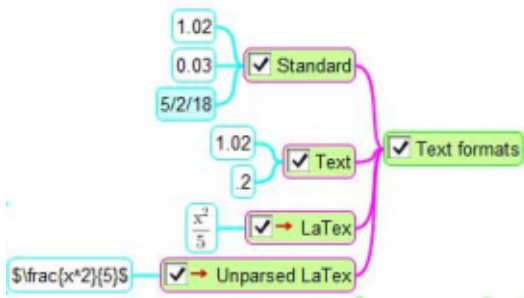 1.02
0.03
5/2/18
Standard
1.02
.2
Text
Text formats
x²
5
LaTex
$\frac{x^2}{5}$
Unparsed LaTex